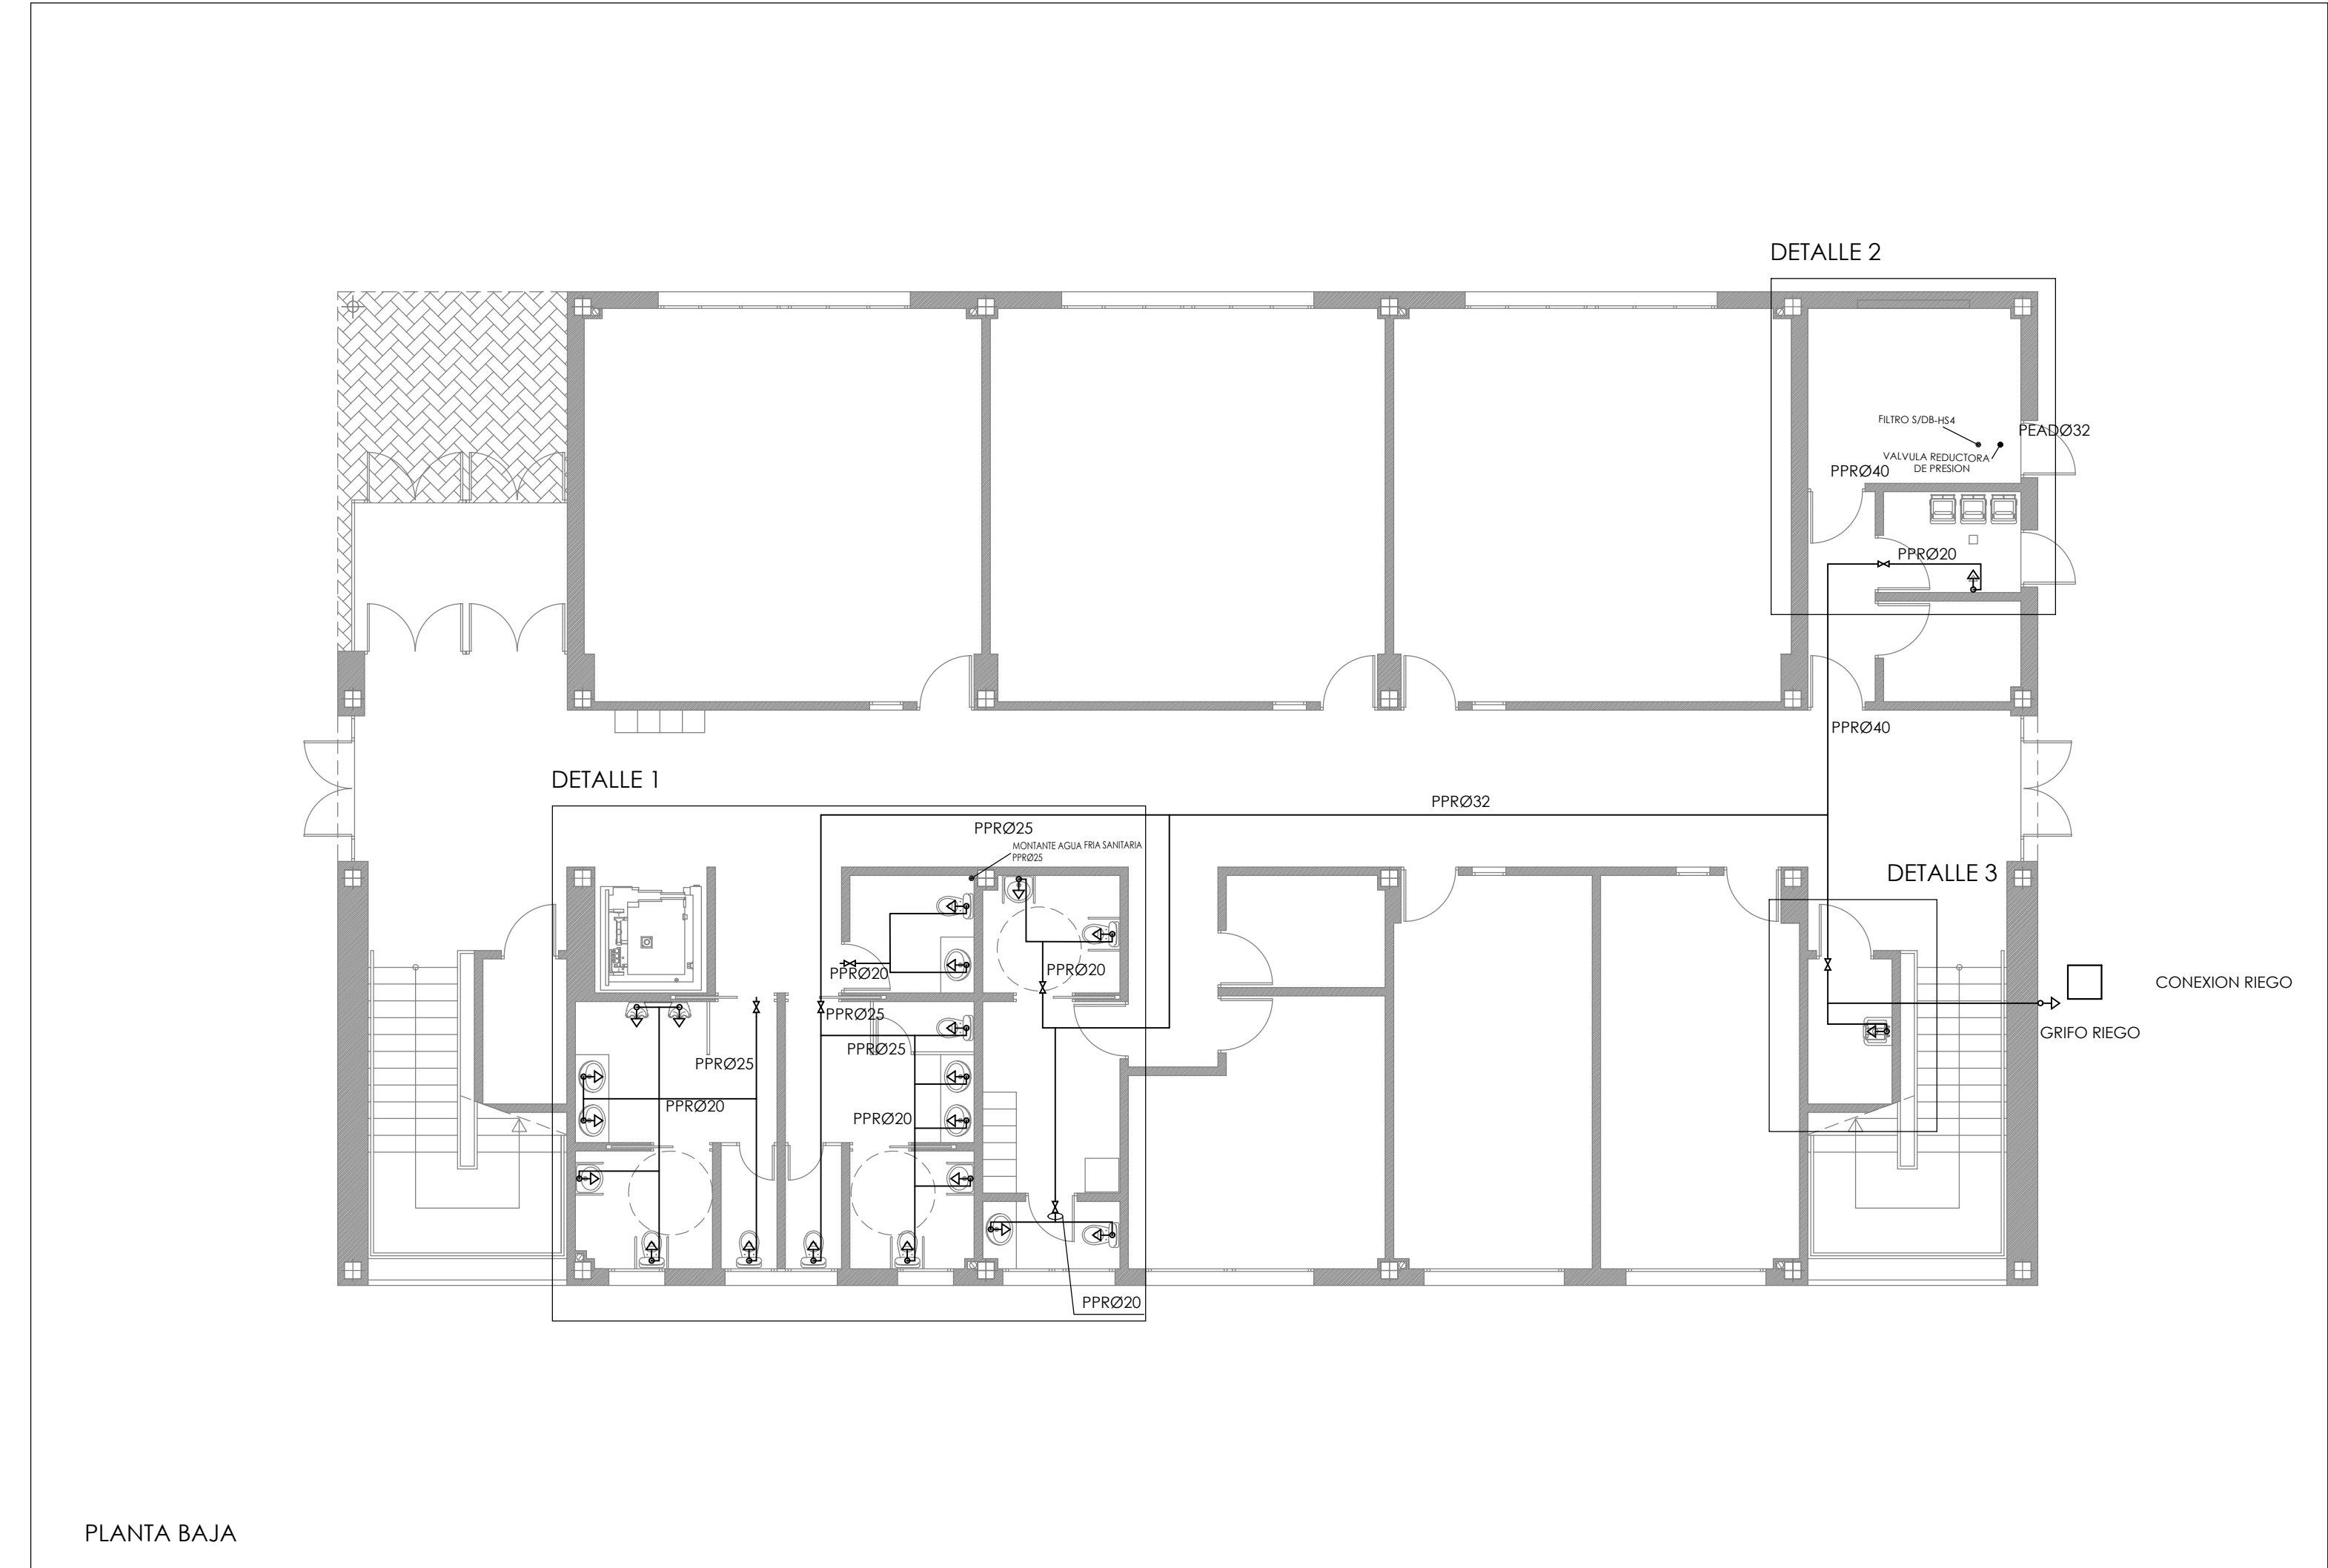 DETALLE 2
FILTRO S/DB-HS4
PEADØ32
VALVULA REDUCTORA
DE PRESION
PPRØ40
PPRØ20
PPRØ40
DETALLE 1
PPRØ32
PPRØ25
MONTANTE AGUA FRIA SANITARIA
PPRØ25
DETALLE 3
PPRØ20
PPRØ20
CONEXION RIEGO
PPRØ25
GRIFO RIEGO
PPRØ25
PPRØ25
PPRØ20
PPRØ20
PPRØ20
PLANTA BAJA